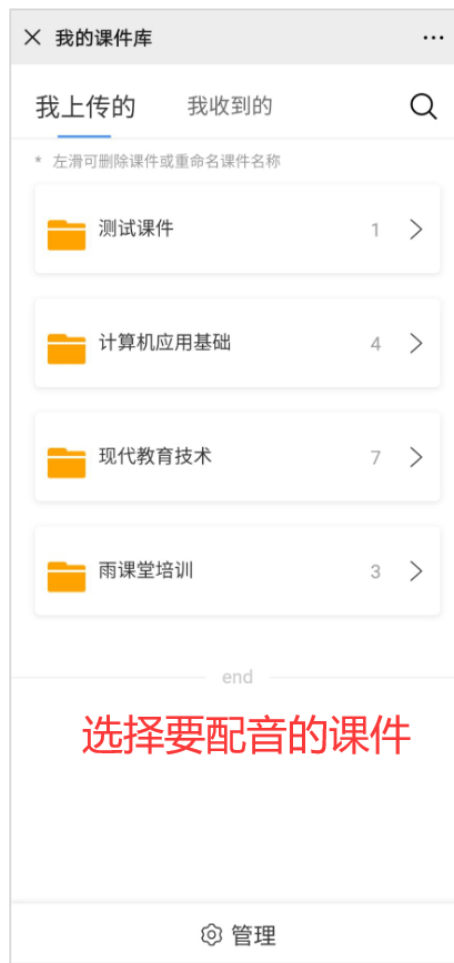 我的课件库
我上传的 我收到的
* 左滑可删除课件或重命名课件名称
测试课件 1
计算机应用基础 4
现代教育技术 7
雨课堂培训 3
end
选择要配音的课件
管理